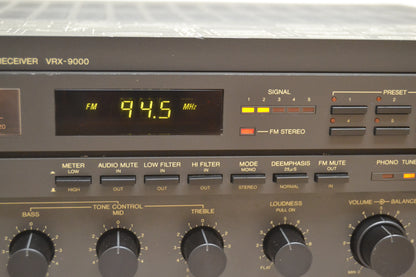 RECEIVER VRX-9000
FM 94.5 MHz
SIGNAL
1 2 3 4 5
FM STEREO
PRESET
1 2
4 5
20
METER AUDIO MUTE LOW FILTER HI FILTER MODE DEEMPHASIS FM MUTE
LOW IN IN IN MONO 25µS IN
HIGH OUT OUT OUT STEREO NORMAL OUT
PHONO TUNE
BASS TONE CONTROL TREBLE
MID
LOUDNESS
PULL ON
FLAT
VOLUME BALANCE
MIN